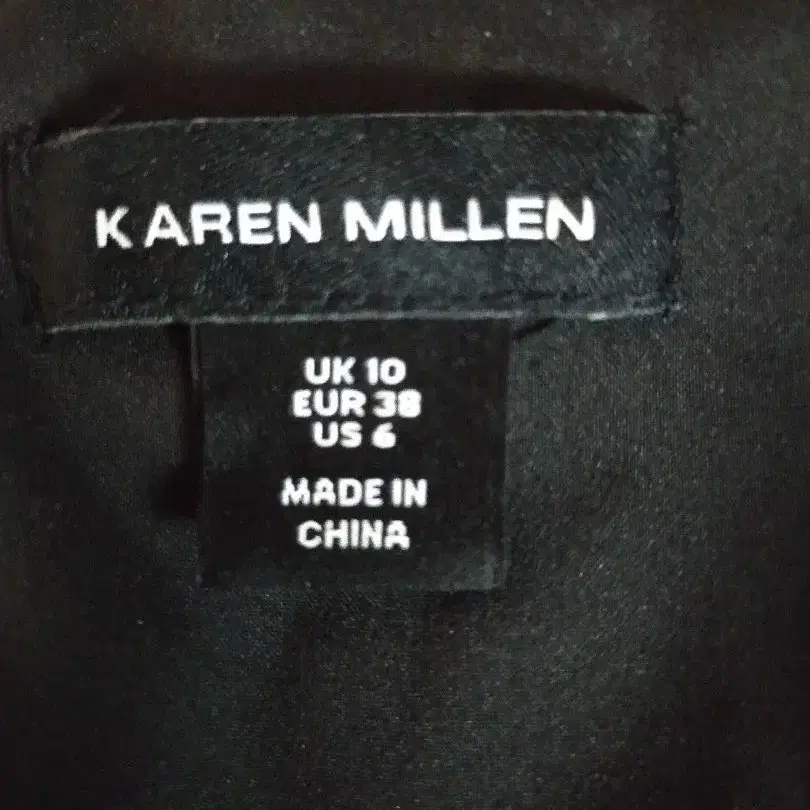 KAREN MILLEN
UK 10
EUR 38
US 6
MADE IN
CHINA